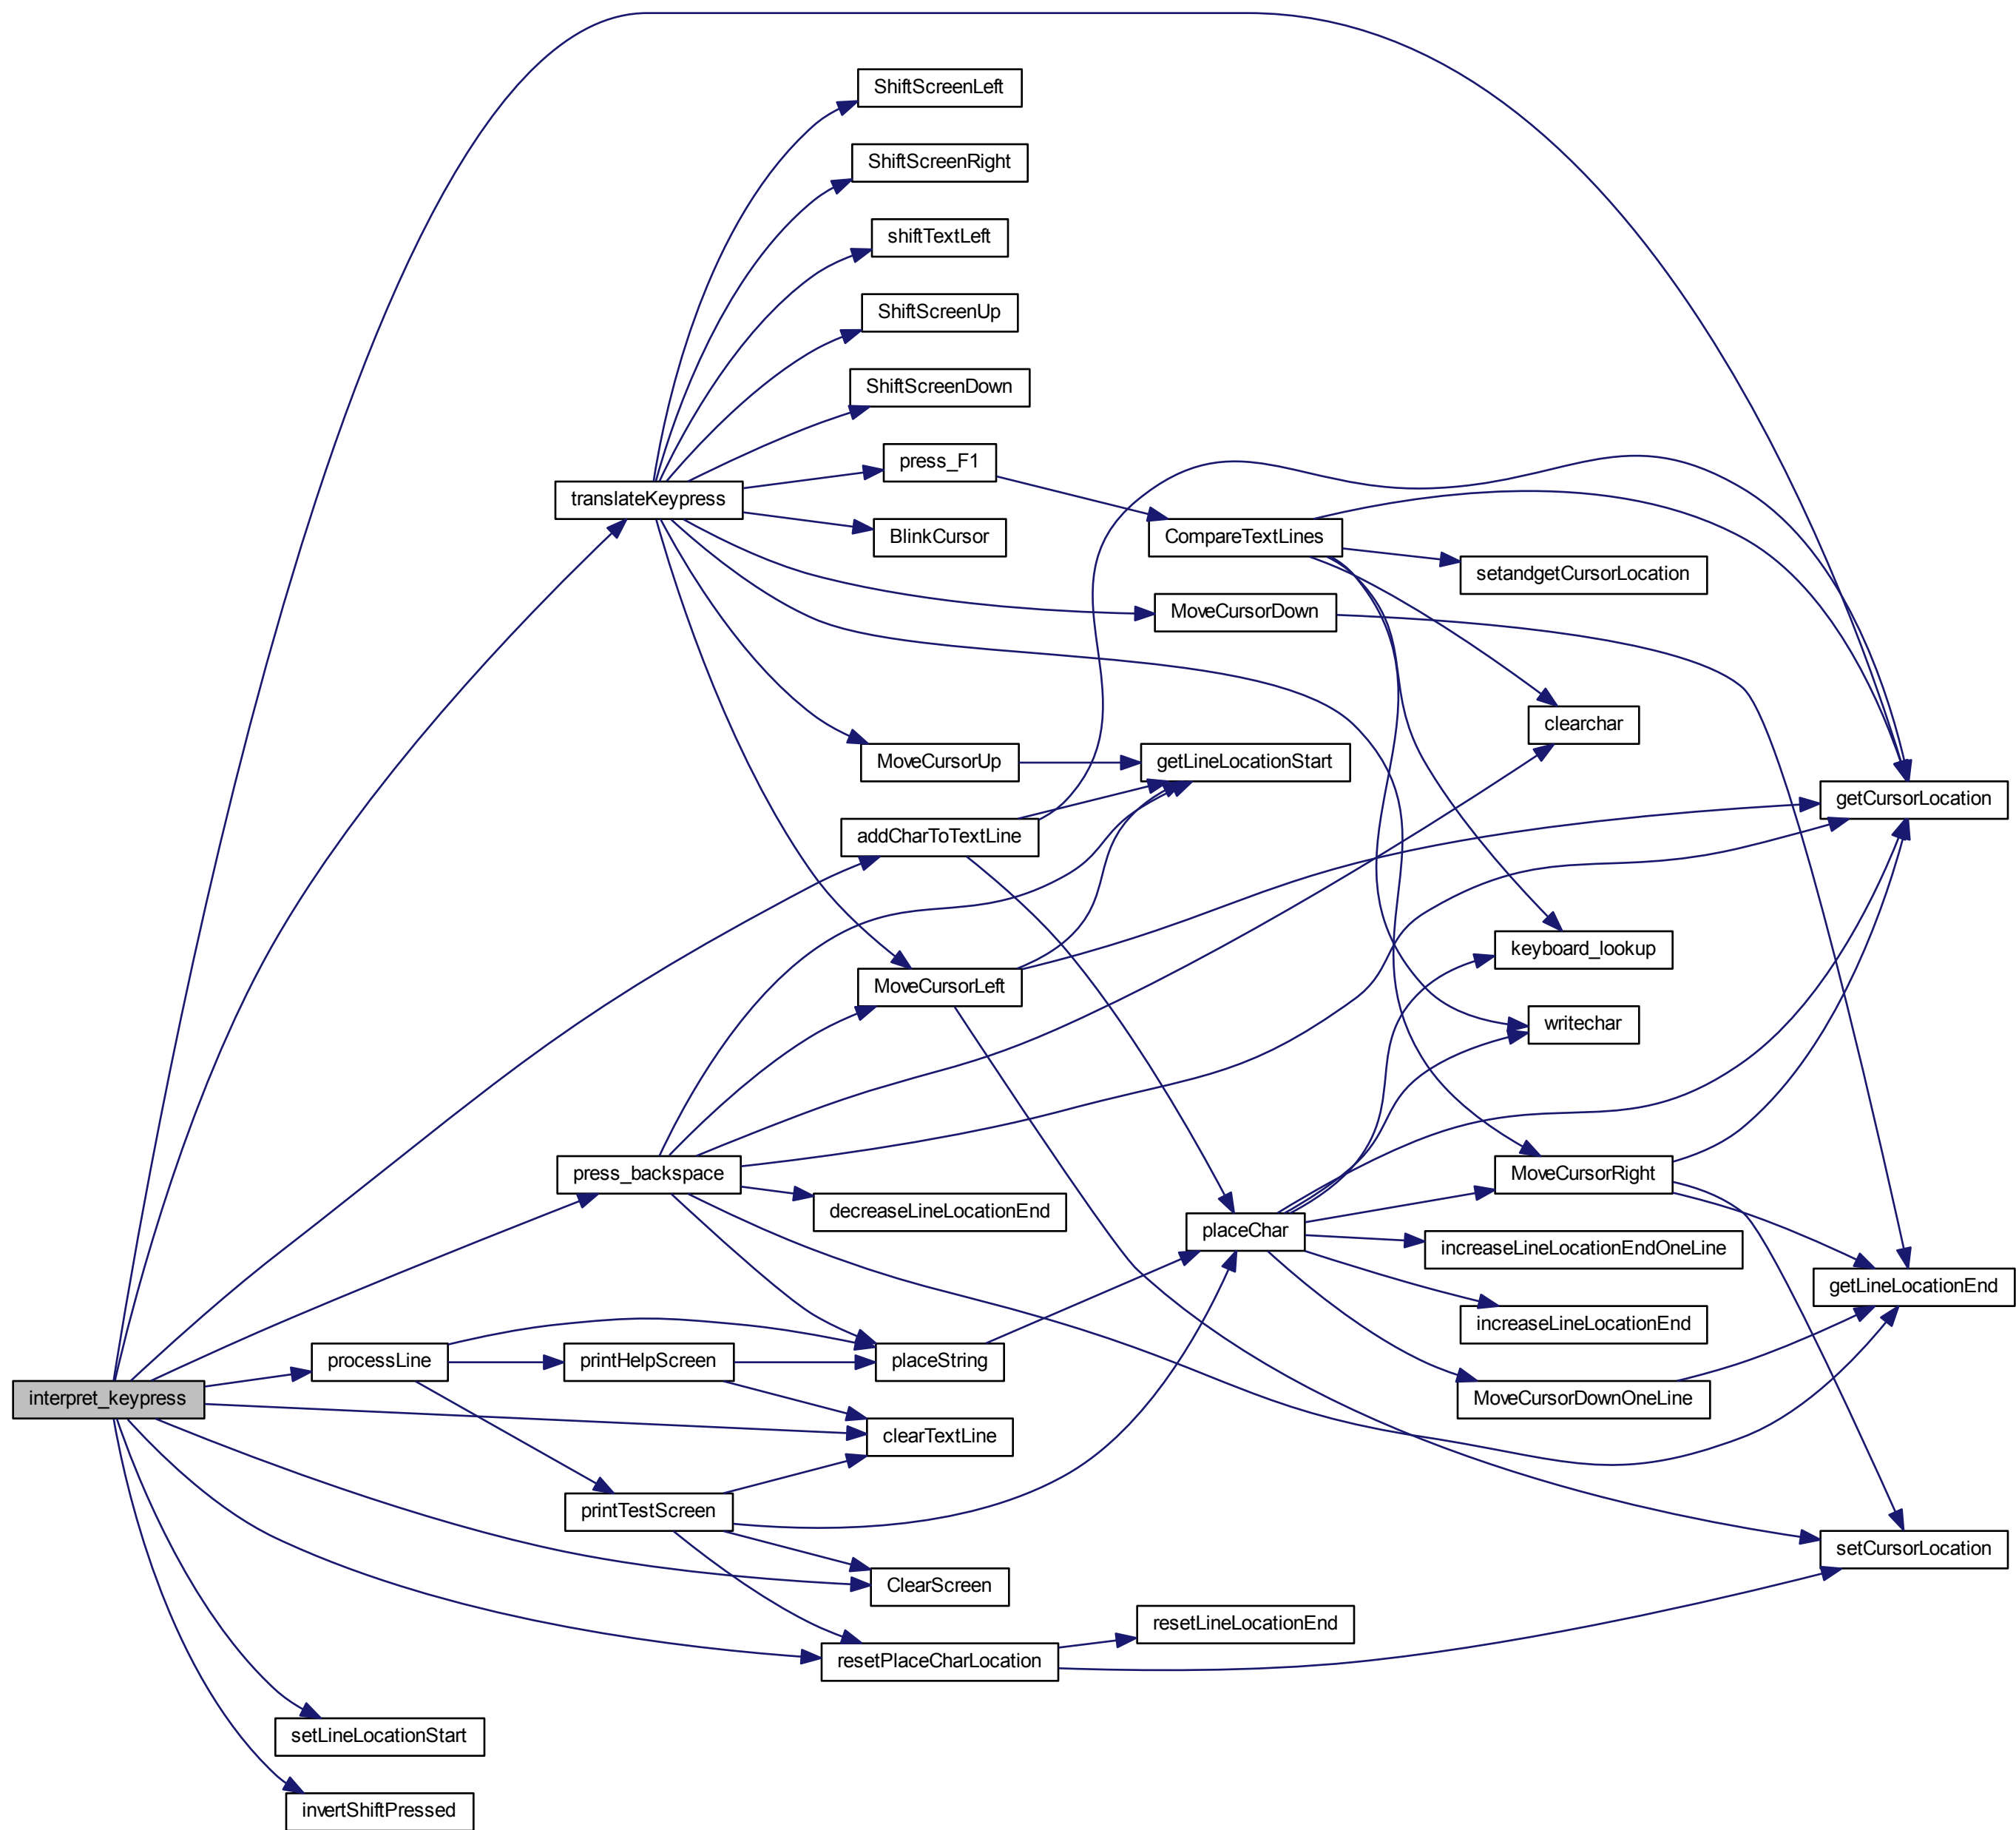 ShiftScreenLeft
ShiftScreenRight
shiftTextLeft
ShiftScreenUp
ShiftScreenDown
press_F1
translateKeypress
BlinkCursor
CompareTextLines
setandgetCursorLocation
MoveCursorDown
clearchar
MoveCursorUp
getLineLocationStart
getCursorLocation
addCharToTextLine
keyboard_lookup
MoveCursorLeft
writechar
press_backspace
MoveCursorRight
decreaseLineLocationEnd
placeChar
increaseLineLocationEndOneLine
getLineLocationEnd
increaseLineLocationEnd
processLine
printHelpScreen
placeString
interpret_keypress
MoveCursorDownOneLine
clearTextLine
printTestScreen
setCursorLocation
ClearScreen
resetLineLocationEnd
resetPlaceCharLocation
setLineLocationStart
invertShiftPressed